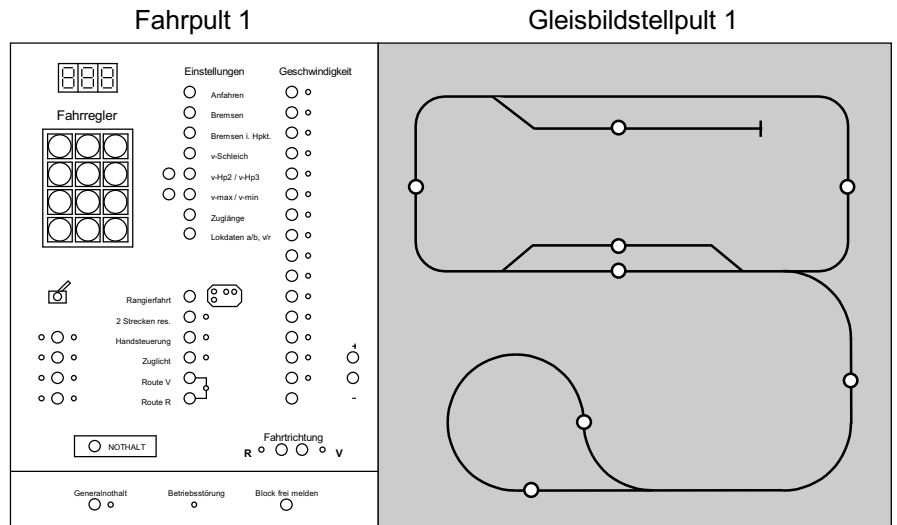 Fahrpult 1
Gleisbildstellpult 1
888
Einstellungen
Geschwindigkeit
Fahrregler
Anfahren
Bremsen
Bremsen i. Hpkt.
v-Schleich
v-Hp2 / v-Hp3
v-max / v-min
Zuglänge
Lokdaten a/b, v/r
Rangierfahrt
2 Strecken res.
Handsteuerung
Zuglicht
Route V
Route R
+
-
NOTHALT
Fahrtrichtung
R
V
Generalnothalt
Betriebsstörung
Block frei melden